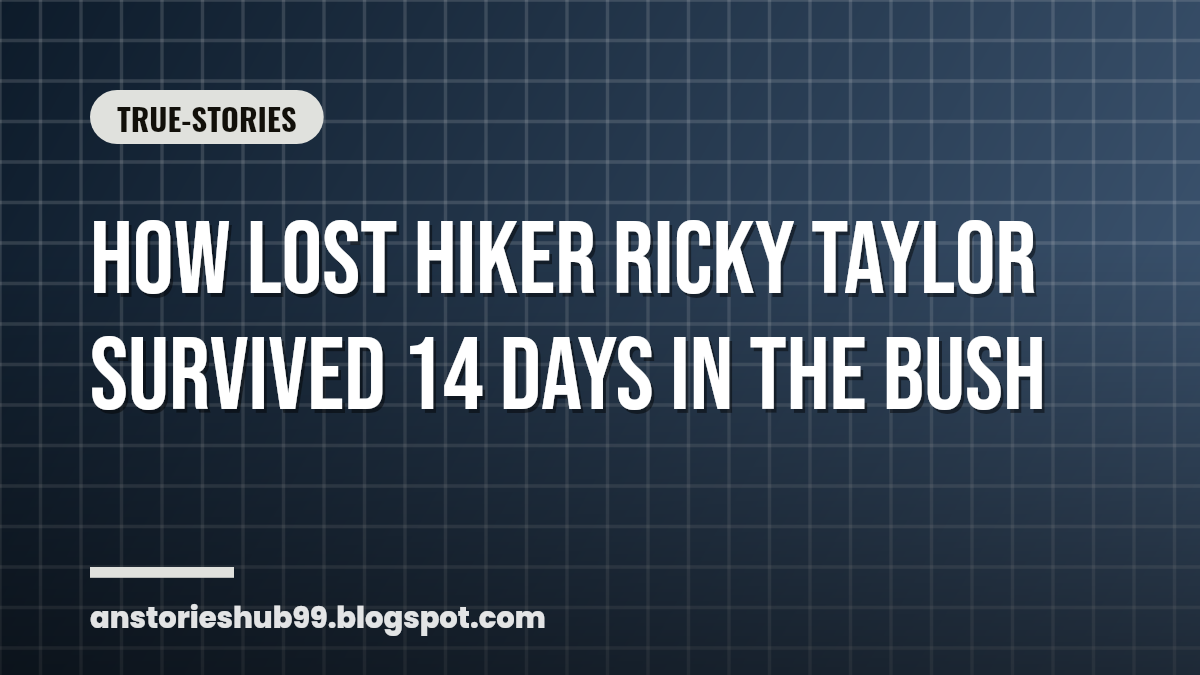 TRUE-STORIES
HOW LOST HIKER RICKY TAYLOR
SURVIVED 14 DAYS IN THE BUSH
anstorieshub99.blogspot.com